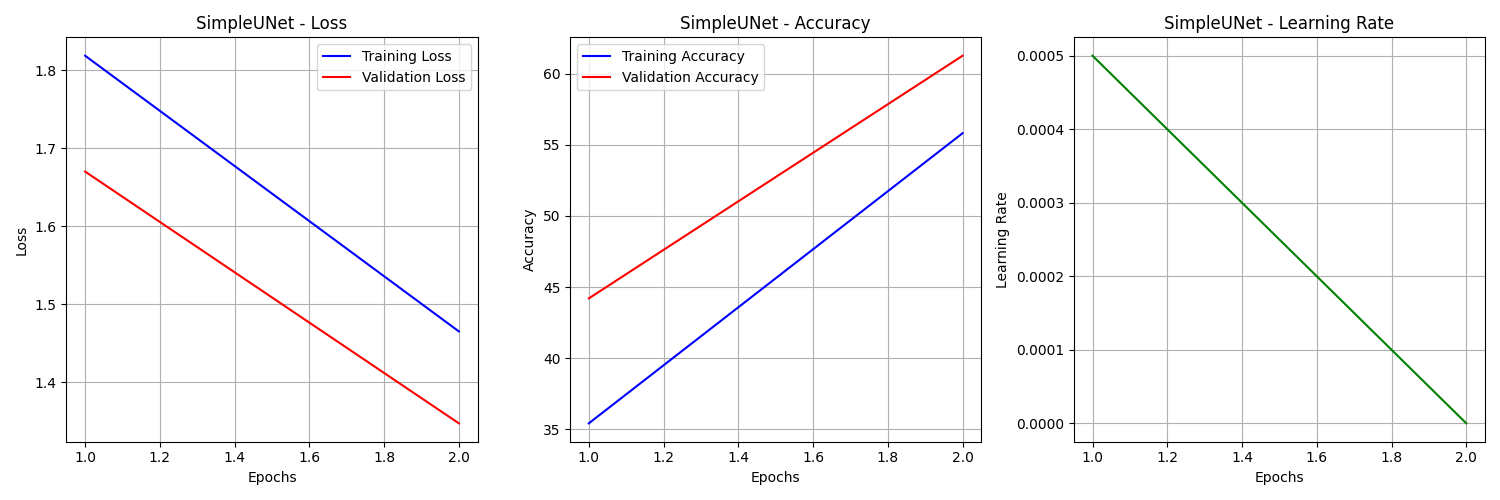 SimpleUNet - Loss
Training Loss
Validation Loss
1.8
1.7
1.6
1.5
1.4
Loss
1.0 1.2 1.4 1.6 1.8 2.0
Epochs
SimpleUNet - Accuracy
Training Accuracy
Validation Accuracy
60
55
50
45
40
35
Accuracy
1.0 1.2 1.4 1.6 1.8 2.0
Epochs
SimpleUNet - Learning Rate
0.0005
0.0004
0.0003
0.0002
0.0001
0.0000
Learning Rate
1.0 1.2 1.4 1.6 1.8 2.0
Epochs